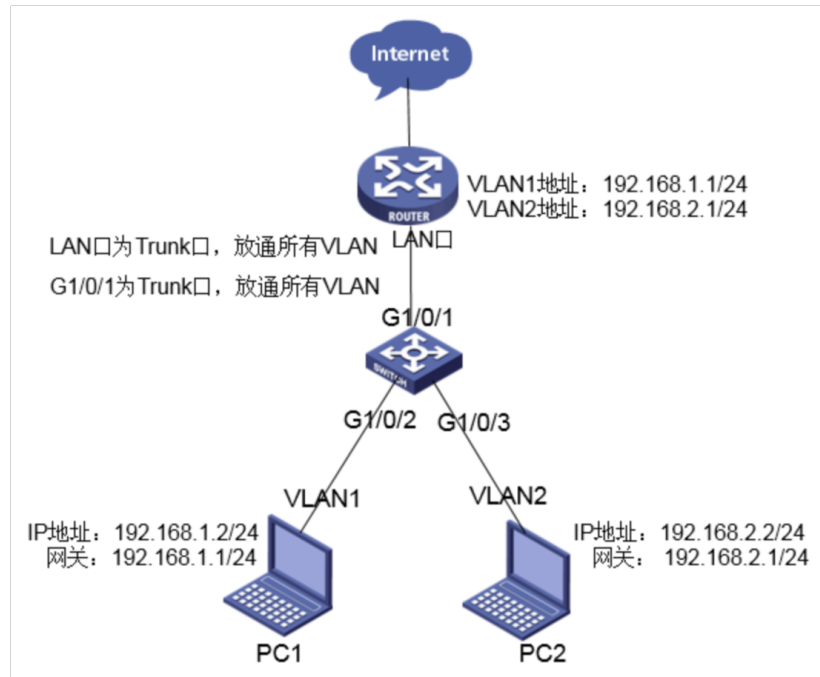 Internet
VLAN1地址：192.168.1.1/24
VLAN2地址：192.168.2.1/24
ROUTER
LAN口
LAN口为Trunk口，放通所有VLAN
G1/0/1为Trunk口，放通所有VLAN
G1/0/1
SWITCH
G1/0/2
G1/0/3
VLAN1
VLAN2
IP地址：192.168.1.2/24
网关：192.168.1.1/24
IP地址：192.168.2.2/24
网关： 192.168.2.1/24
PC1
PC2